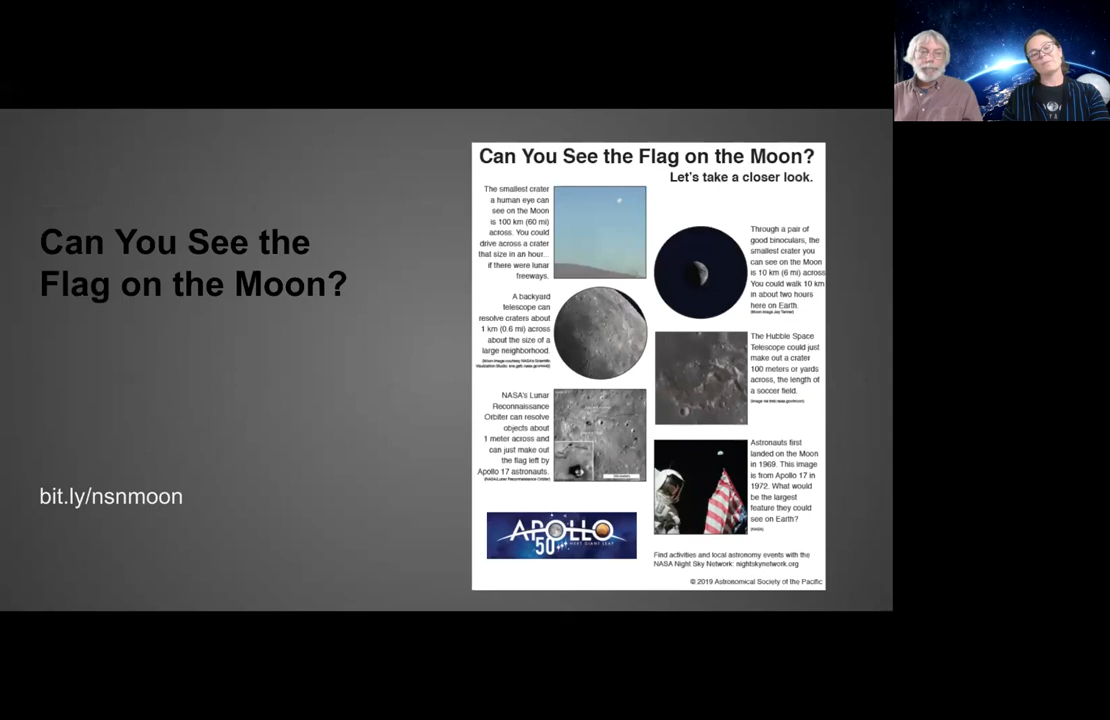 Can You See the
Flag on the Moon?
bit.ly/nsnmoon
Can You See the Flag on the Moon?
Let's take a closer look.
The smallest crater
a human eye can
see on the Moon
is 100 km (60 mi)
across. You could
drive across a crater
that size in an hour...
if there were lunar
freeways.
Through a pair of
good binoculars, the
smallest crater you
can see on the Moon
is 10 km (6 mi) across
You could walk 10 km
in about two hours
here on Earth.
A backyard
telescope can
resolve craters about
1 km (0.6 mi) across
about the size of a
large neighborhood.
The Hubble Space
Telescope could just
make out a crater
100 meters or yards
across, the length of
a soccer field.
NASA's Lunar
Reconnaissance
Orbiter can resolve
objects about
1 meter across and
can just make out
the flag left by
Apollo 17 astronauts.
(NASA/Lunar Reconnaissance Orbiter)
Astronauts first
landed on the Moon
in 1969. This image
is from Apollo 17 in
1972. What would
be the largest
feature they could
see on Earth?
(NASA)
APOLLO
50
NEXT GIANT LEAP
Find activities and local astronomy events with the
NASA Night Sky Network: nightskynetwork.org
© 2019 Astronomical Society of the Pacific